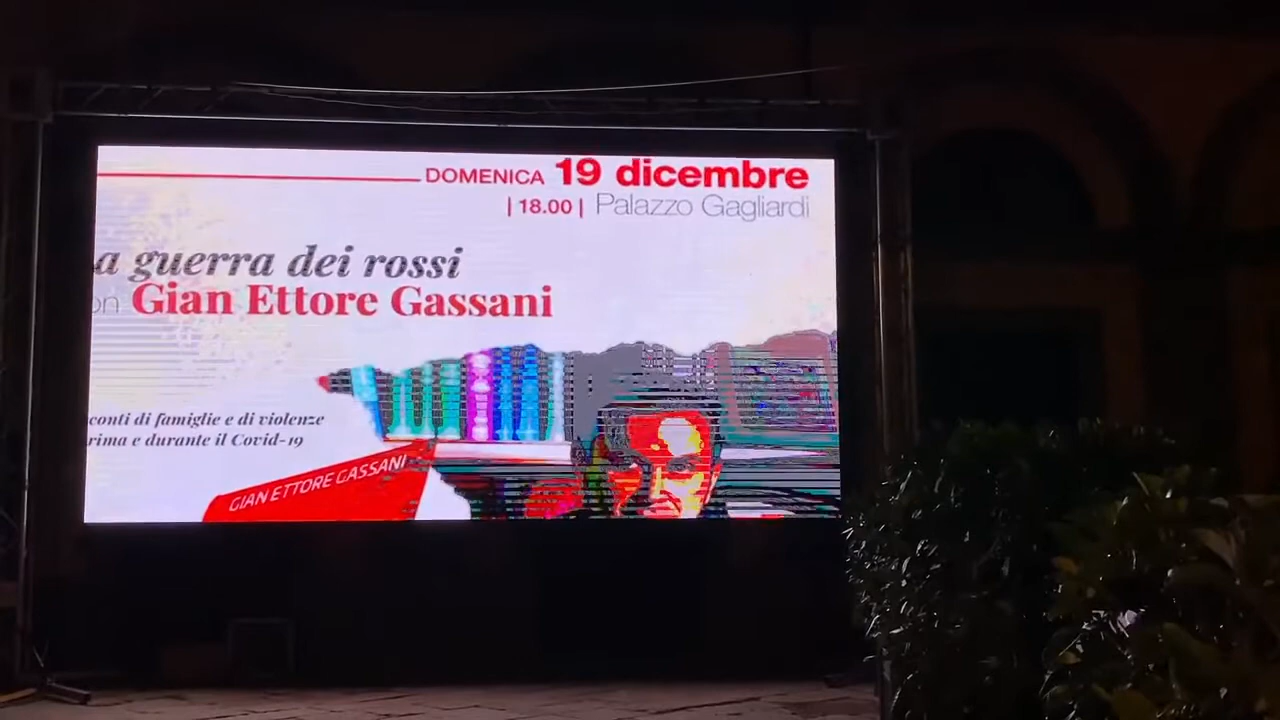 DOMENICA 19 dicembre
| 18.00 | Palazzo Gagliardi
a guerra dei rossi
on Gian Ettore Gassani
conti di famiglie e di violenze
rima e durante il Covid-19
GIAN ETTORE GASSANI